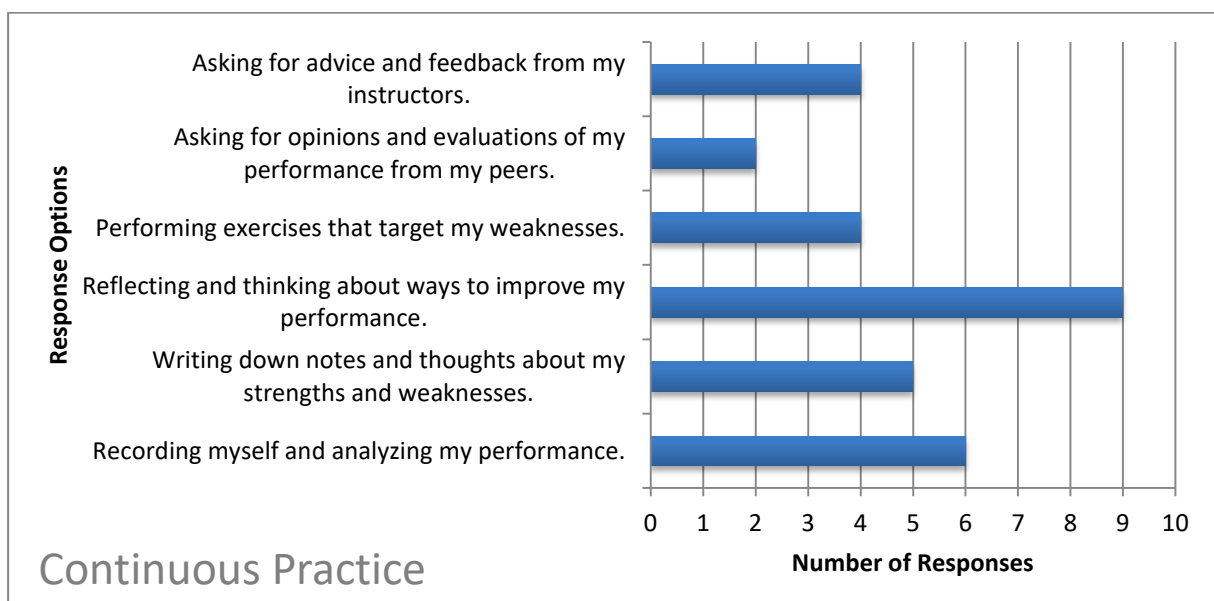 Asking for advice and feedback from my
instructors.
Asking for opinions and evaluations of my
performance from my peers.
Performing exercises that target my weaknesses.
Reflecting and thinking about ways to improve my
performance.
Writing down notes and thoughts about my
strengths and weaknesses.
Recording myself and analyzing my performance.
Response Options
0 1 2 3 4 5 6 7 8 9 10
Number of Responses
Continuous Practice